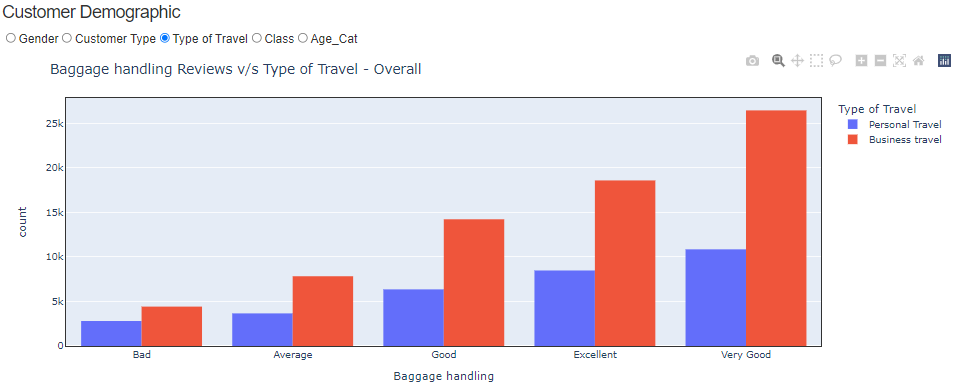 Customer Demographic
Gender Customer Type Type of Travel Class Age_Cat
Baggage handling Reviews v/s Type of Travel - Overall
Type of Travel
Personal Travel
Business travel
25k
20k
15k
10k
5k
0
count
Bad Average Good Excellent Very Good
Baggage handling